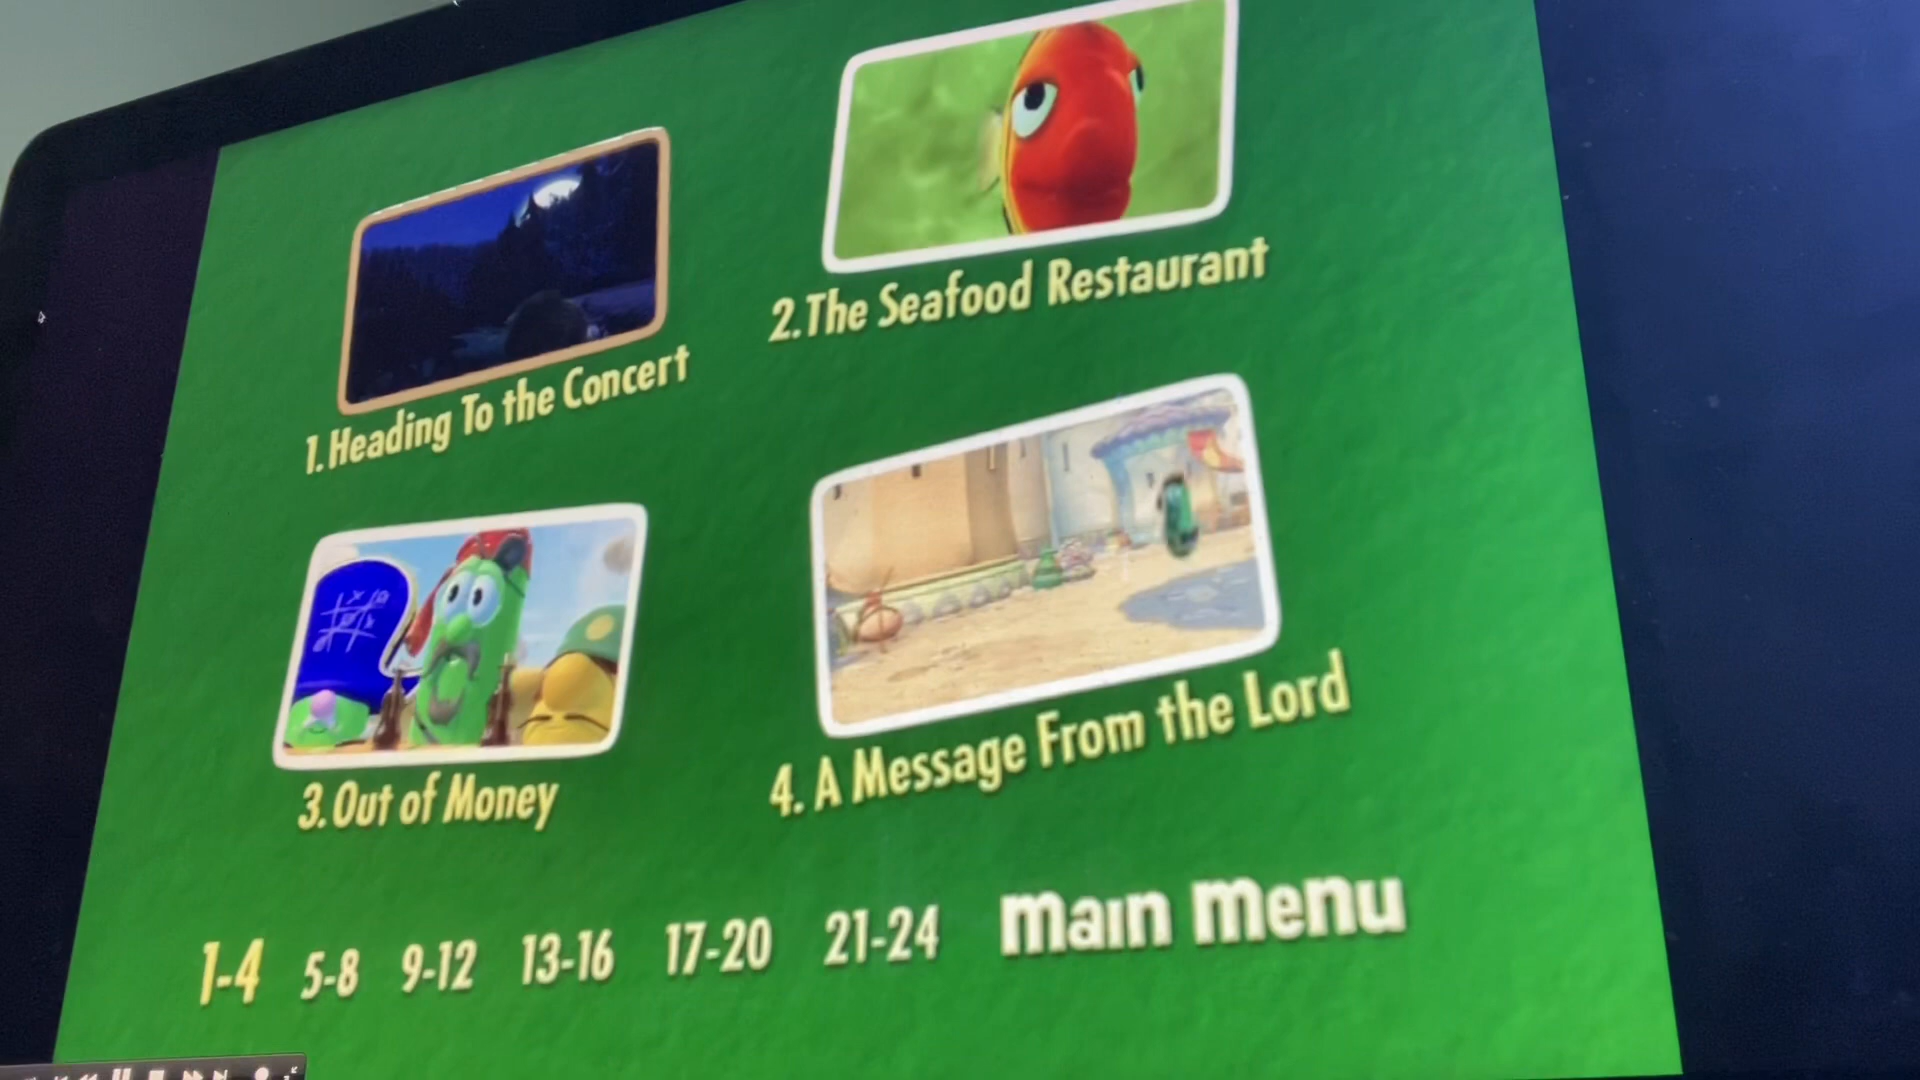 1. Heading To the Concert
2. The Seafood Restaurant
3. Out of Money
4. A Message From the Lord
1-4 5-8 9-12 13-16 17-20 21-24 main menu